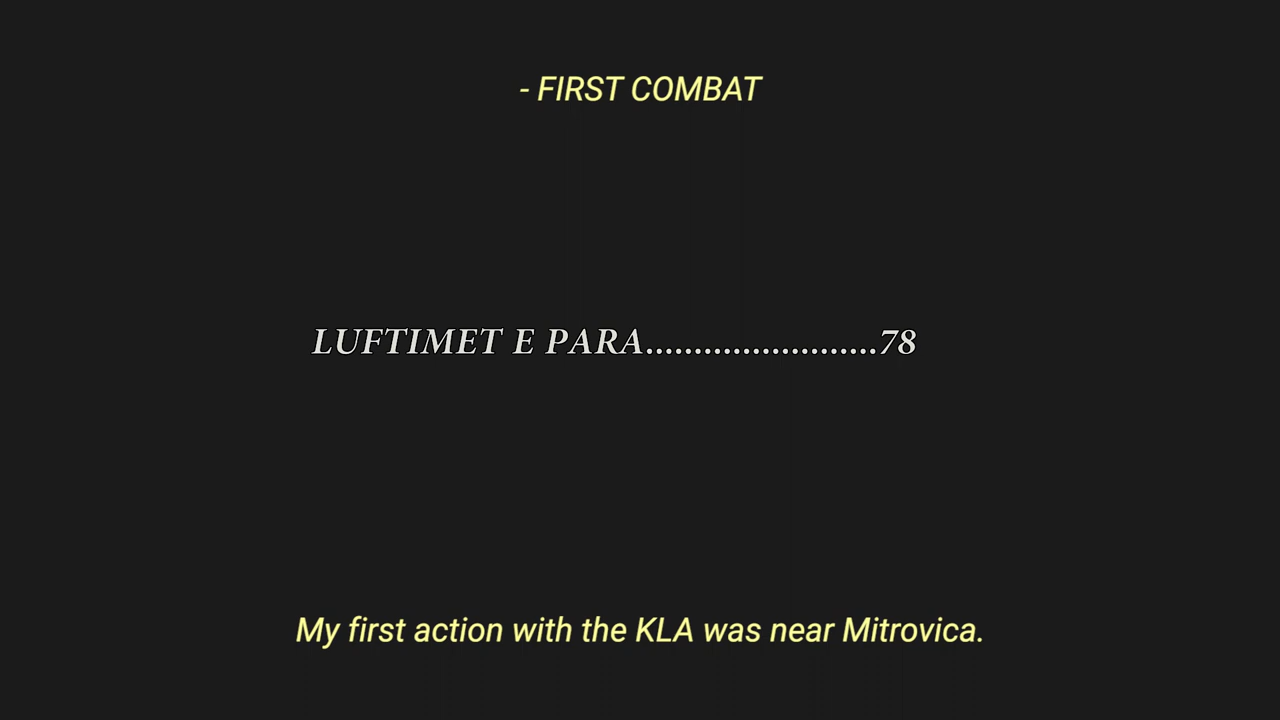 - FIRST COMBAT
LUFTIMET E PARA........................78
My first action with the KLA was near Mitrovica.